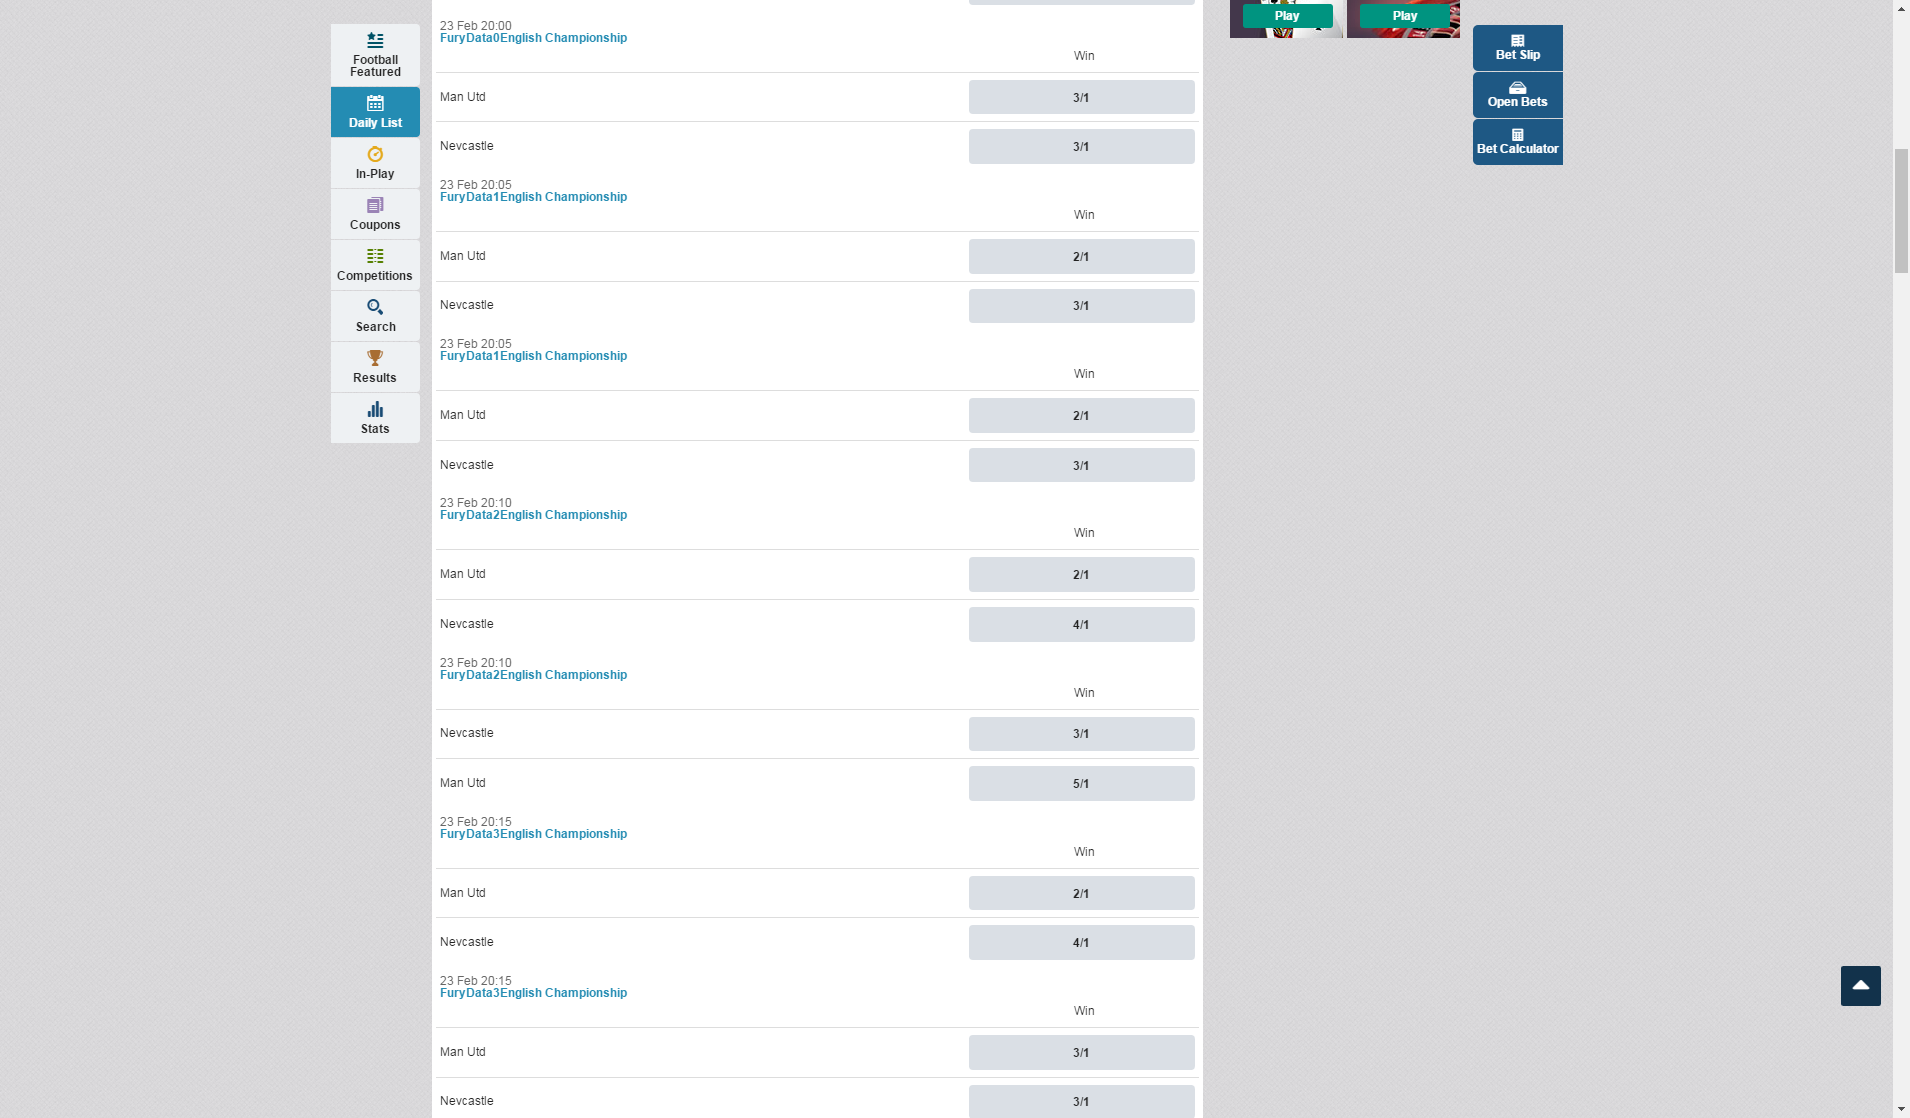 Football
Featured
Daily List
In-Play
Coupons
Competitions
Search
Results
Stats
23 Feb 20:00
FuryData0English Championship
Win
Man Utd
3/1
Nevcastle
3/1
23 Feb 20:05
FuryData1English Championship
Win
Man Utd
2/1
Nevcastle
3/1
23 Feb 20:05
FuryData1English Championship
Win
Man Utd
2/1
Nevcastle
3/1
23 Feb 20:10
FuryData2English Championship
Win
Man Utd
2/1
Nevcastle
4/1
23 Feb 20:10
FuryData2English Championship
Win
Nevcastle
3/1
Man Utd
5/1
23 Feb 20:15
FuryData3English Championship
Win
Man Utd
2/1
Nevcastle
4/1
23 Feb 20:15
FuryData3English Championship
Win
Man Utd
3/1
Nevcastle
3/1
Play
Play
Bet Slip
Open Bets
Bet Calculator